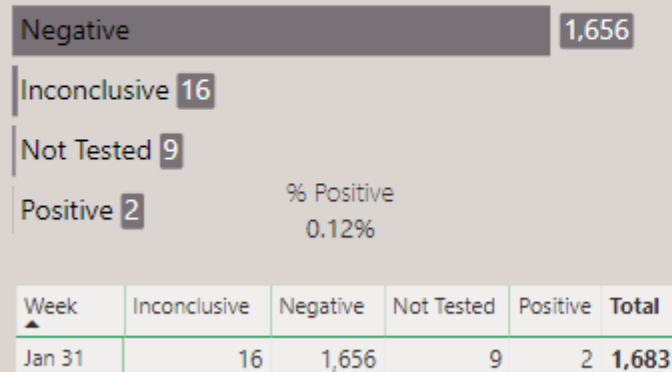 Negative 1,656
Inconclusive 16
Not Tested 9
Positive 2
% Positive
0.12%
Week Inconclusive Negative Not Tested Positive Total
Jan 31 16 1,656 9 2 1,683